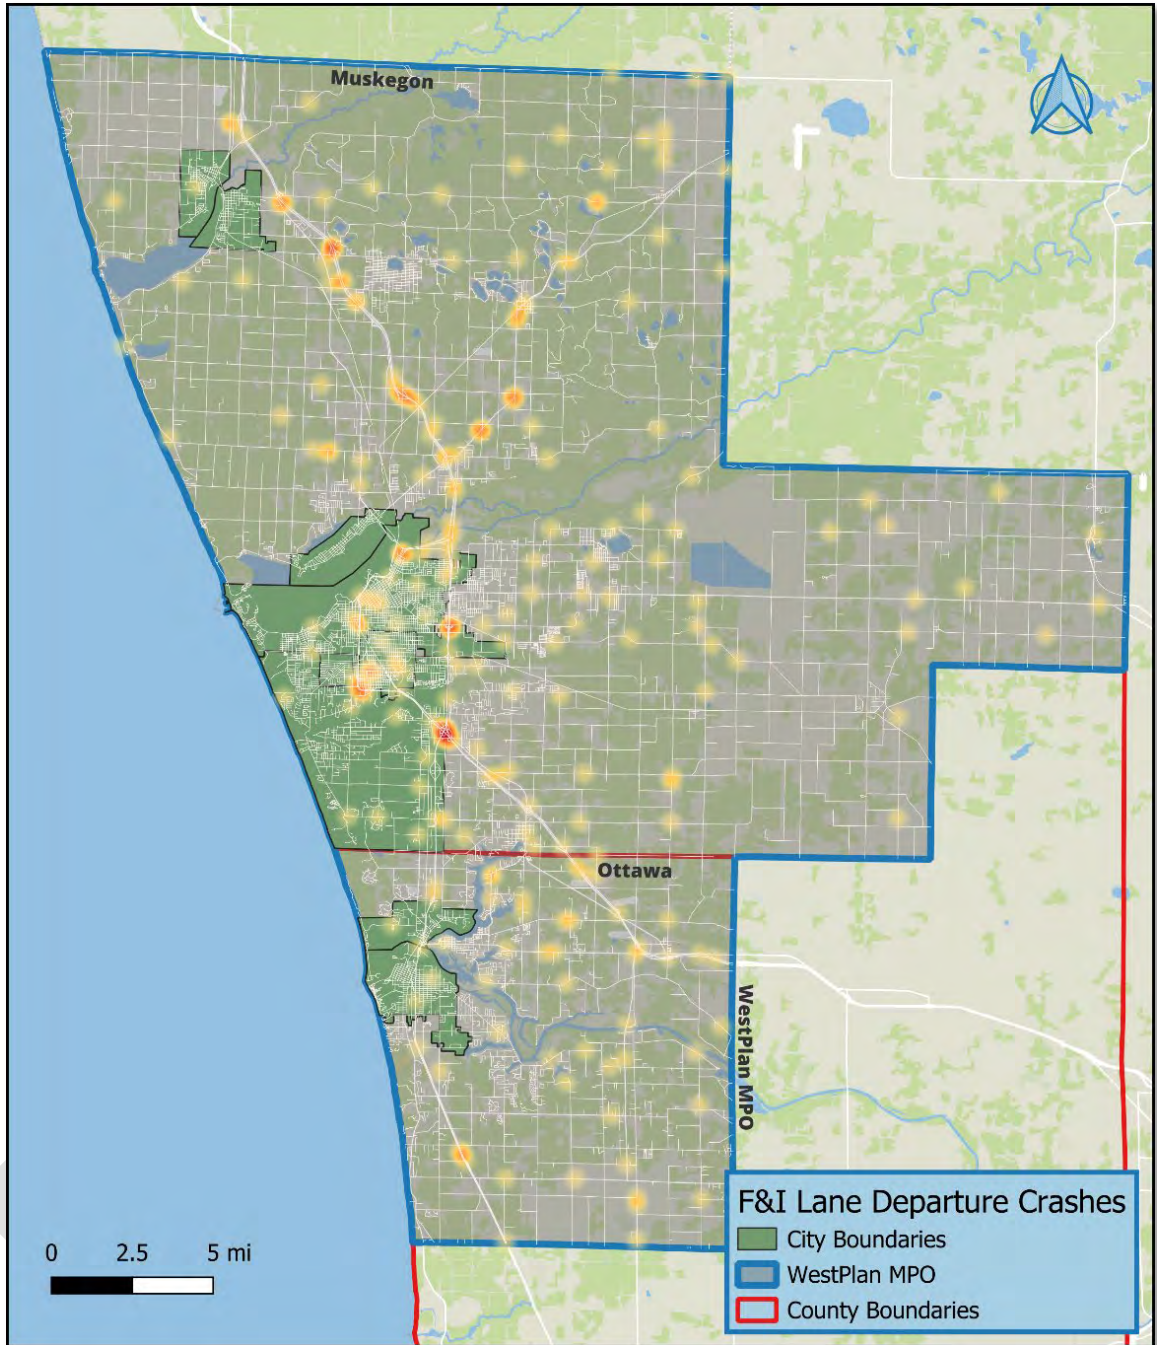 Muskegon
Ottawa
WestPlan MPO
0 2.5 5 mi
F&I Lane Departure Crashes
City Boundaries
WestPlan MPO
County Boundaries